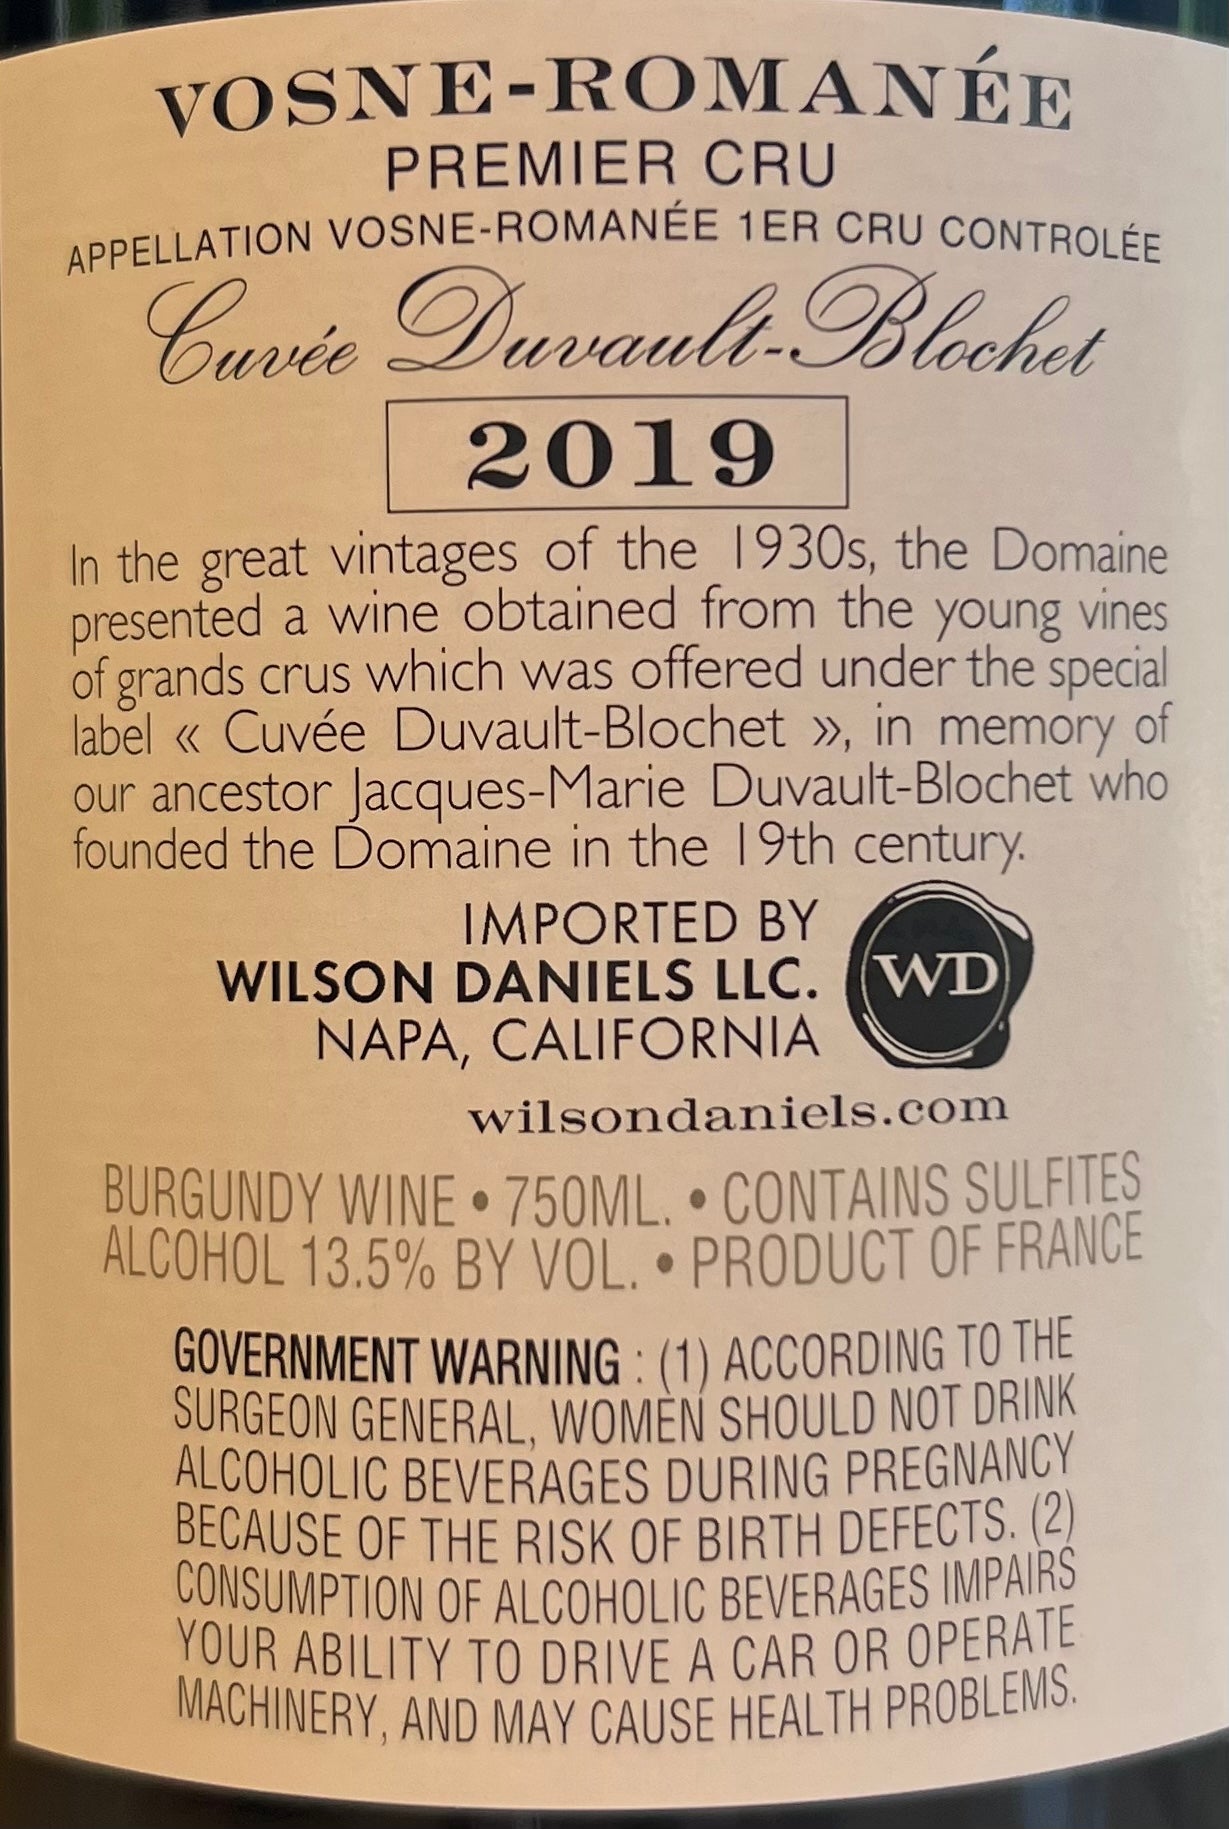 VOSNE-ROMANÉE
PREMIER CRU
APPELLATION VOSNE-ROMANÉE 1ER CRU CONTROLÉE
Cuvée Duvault-Blochet
2019
In the great vintages of the 1930s, the Domaine
presented a wine obtained from the young vines
of grands crus which was offered under the special
label « Cuvée Duvault-Blochet », in memory of
our ancestor Jacques-Marie Duvault-Blochet who
founded the Domaine in the 19th century.
IMPORTED BY
WILSON DANIELS LLC.
NAPA, CALIFORNIA
WD
wilsondaniels.com
BURGUNDY WINE • 750ML. • CONTAINS SULFITES
ALCOHOL 13.5% BY VOL. • PRODUCT OF FRANCE
GOVERNMENT WARNING : (1) ACCORDING TO THE
SURGEON GENERAL, WOMEN SHOULD NOT DRINK
ALCOHOLIC BEVERAGES DURING PREGNANCY
BECAUSE OF THE RISK OF BIRTH DEFECTS. (2)
CONSUMPTION OF ALCOHOLIC BEVERAGES IMPAIRS
YOUR ABILITY TO DRIVE A CAR OR OPERATE
MACHINERY, AND MAY CAUSE HEALTH PROBLEMS.